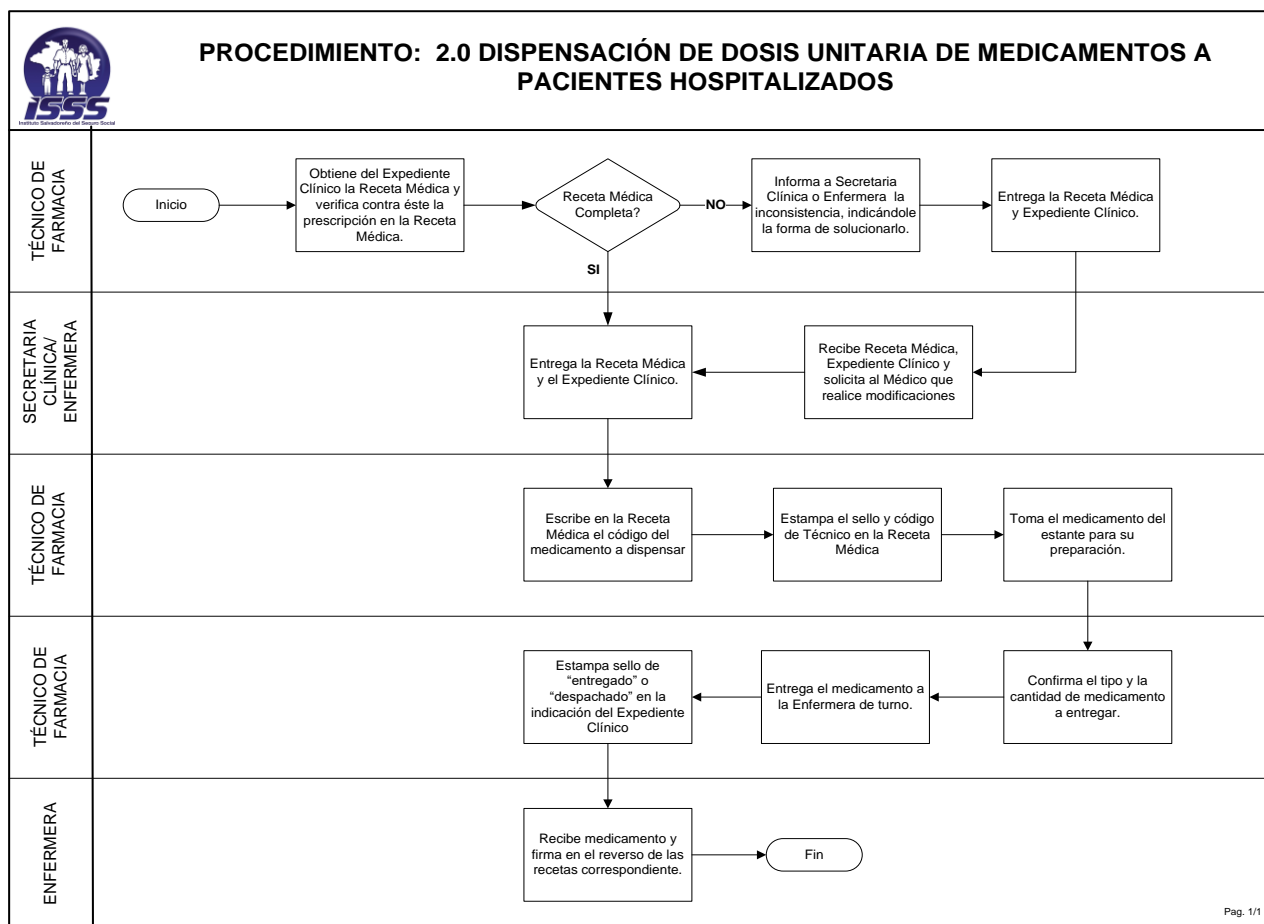 PROCEDIMIENTO: 2.0 DISPENSACIÓN DE DOSIS UNITARIA DE MEDICAMENTOS A
PACIENTES HOSPITALIZADOS
ISSS
Instituto Salvadoreño del Seguro Social
TÉCNICO DE
FARMACIA
Inicio
Obtiene del Expediente
Clínico la Receta Médica y
verifica contra éste la
prescripción en la Receta
Médica.
Receta Médica
Completa?
NO
SI
Informa a Secretaria
Clínica o Enfermera la
inconsistencia, indicándole
la forma de solucionarlo.
Entrega la Receta Médica
y Expediente Clínico.
SECRETARIA
CLÍNICA/
ENFERMERA
Entrega la Receta Médica
y el Expediente Clínico.
Recibe Receta Médica,
Expediente Clínico y
solicita al Médico que
realice modificaciones
TÉCNICO DE
FARMACIA
Escribe en la Receta
Médica el código del
medicamento a dispensar
Estampa el sello y código
de Técnico en la Receta
Médica
Toma el medicamento del
estante para su
preparación.
TÉCNICO DE
FARMACIA
Estampa sello de
“entregado” o
“despachado” en la
indicación del Expediente
Clínico
Entrega el medicamento a
la Enfermera de turno.
Confirma el tipo y la
cantidad de medicamento
a entregar.
ENFERMERA
Recibe medicamento y
firma en el reverso de las
recetas correspondiente.
Fin
Pag. 1/1